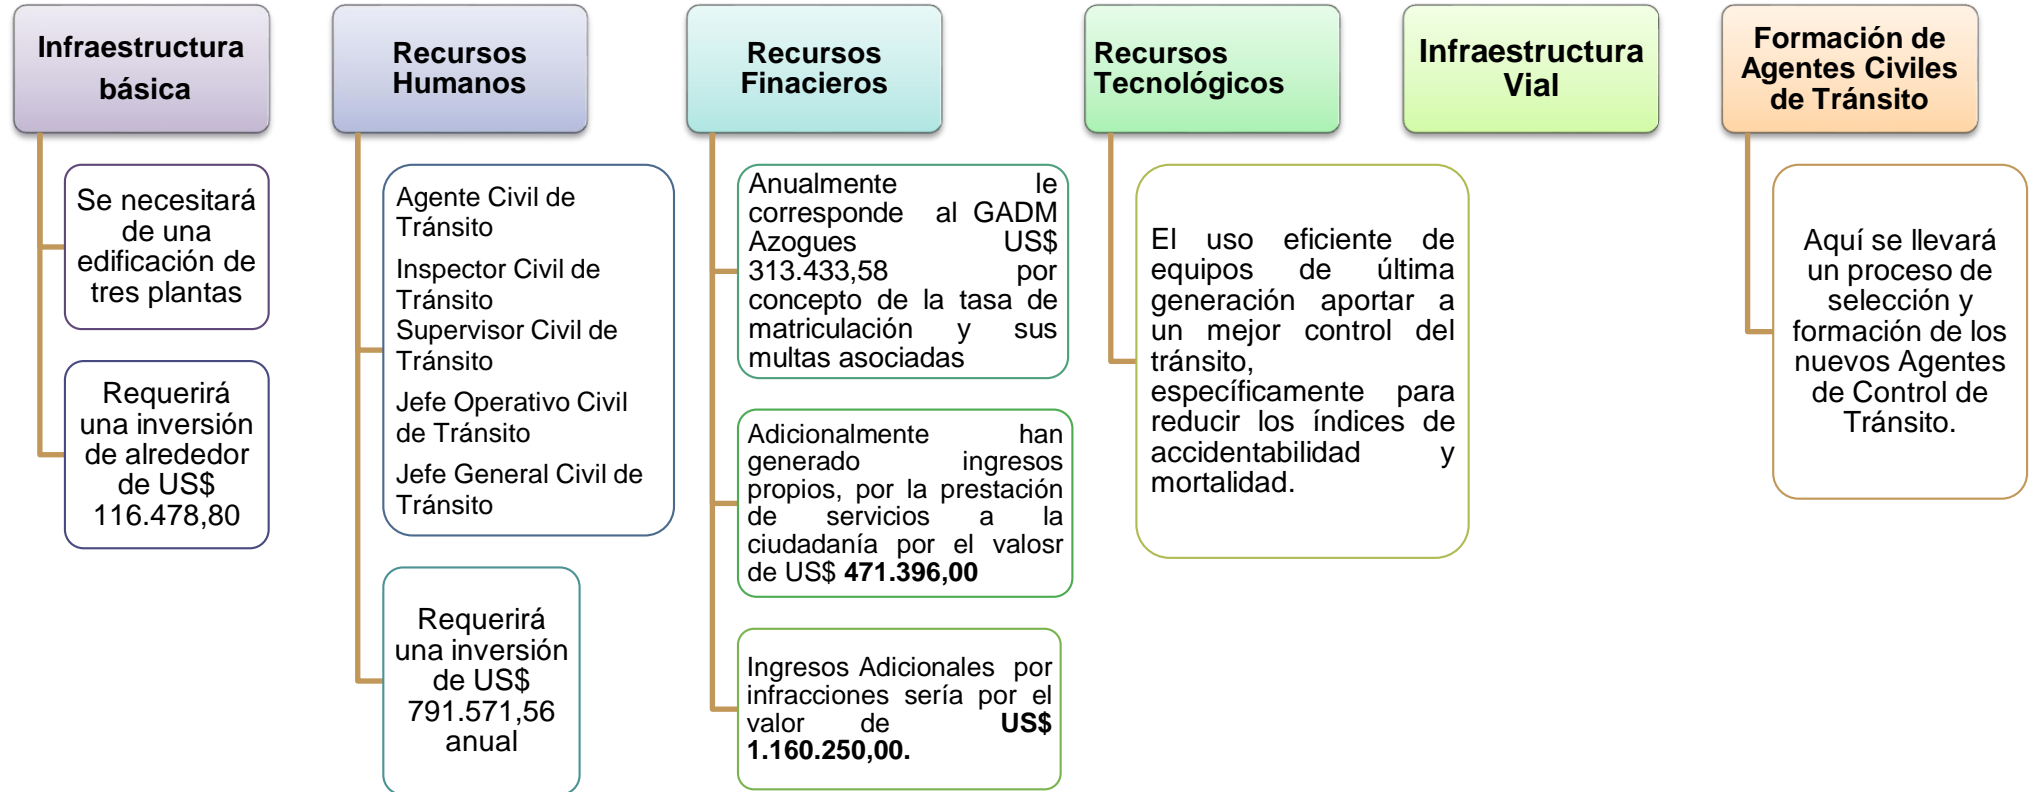 Infraestructura
básica
Se necesitará
de una
edificación de
tres plantas
Requerirá
una inversión
de alrededor
de US$
116.478,80
Recursos
Humanos
Agente Civil de
Tránsito
Inspector Civil de
Tránsito
Supervisor Civil de
Tránsito
Jefe Operativo Civil
de Tránsito
Jefe General Civil de
Tránsito
Requerirá
una inversión
de US$
791.571,56
anual
Recursos
Finacieros
Anualmente le
corresponde al GADM
Azogues US$
313.433,58 por
concepto de la tasa de
matriculación y sus
multas asociadas
Adicionalmente han
generado ingresos
propios, por la prestación
de servicios a la
ciudadanía por el valosr
de US$ 471.396,00
Ingresos Adicionales por
infracciones sería por el
valor de US$
1.160.250,00.
Recursos
Tecnológicos
El uso eficiente de
equipos de última
generación aportar a
un mejor control del
tránsito,
específicamente para
reducir los índices de
accidentabilidad y
mortalidad.
Infraestructura
Vial
Formación de
Agentes Civiles
de Tránsito
Aquí se llevará
un proceso de
selección y
formación de los
nuevos Agentes
de Control de
Tránsito.